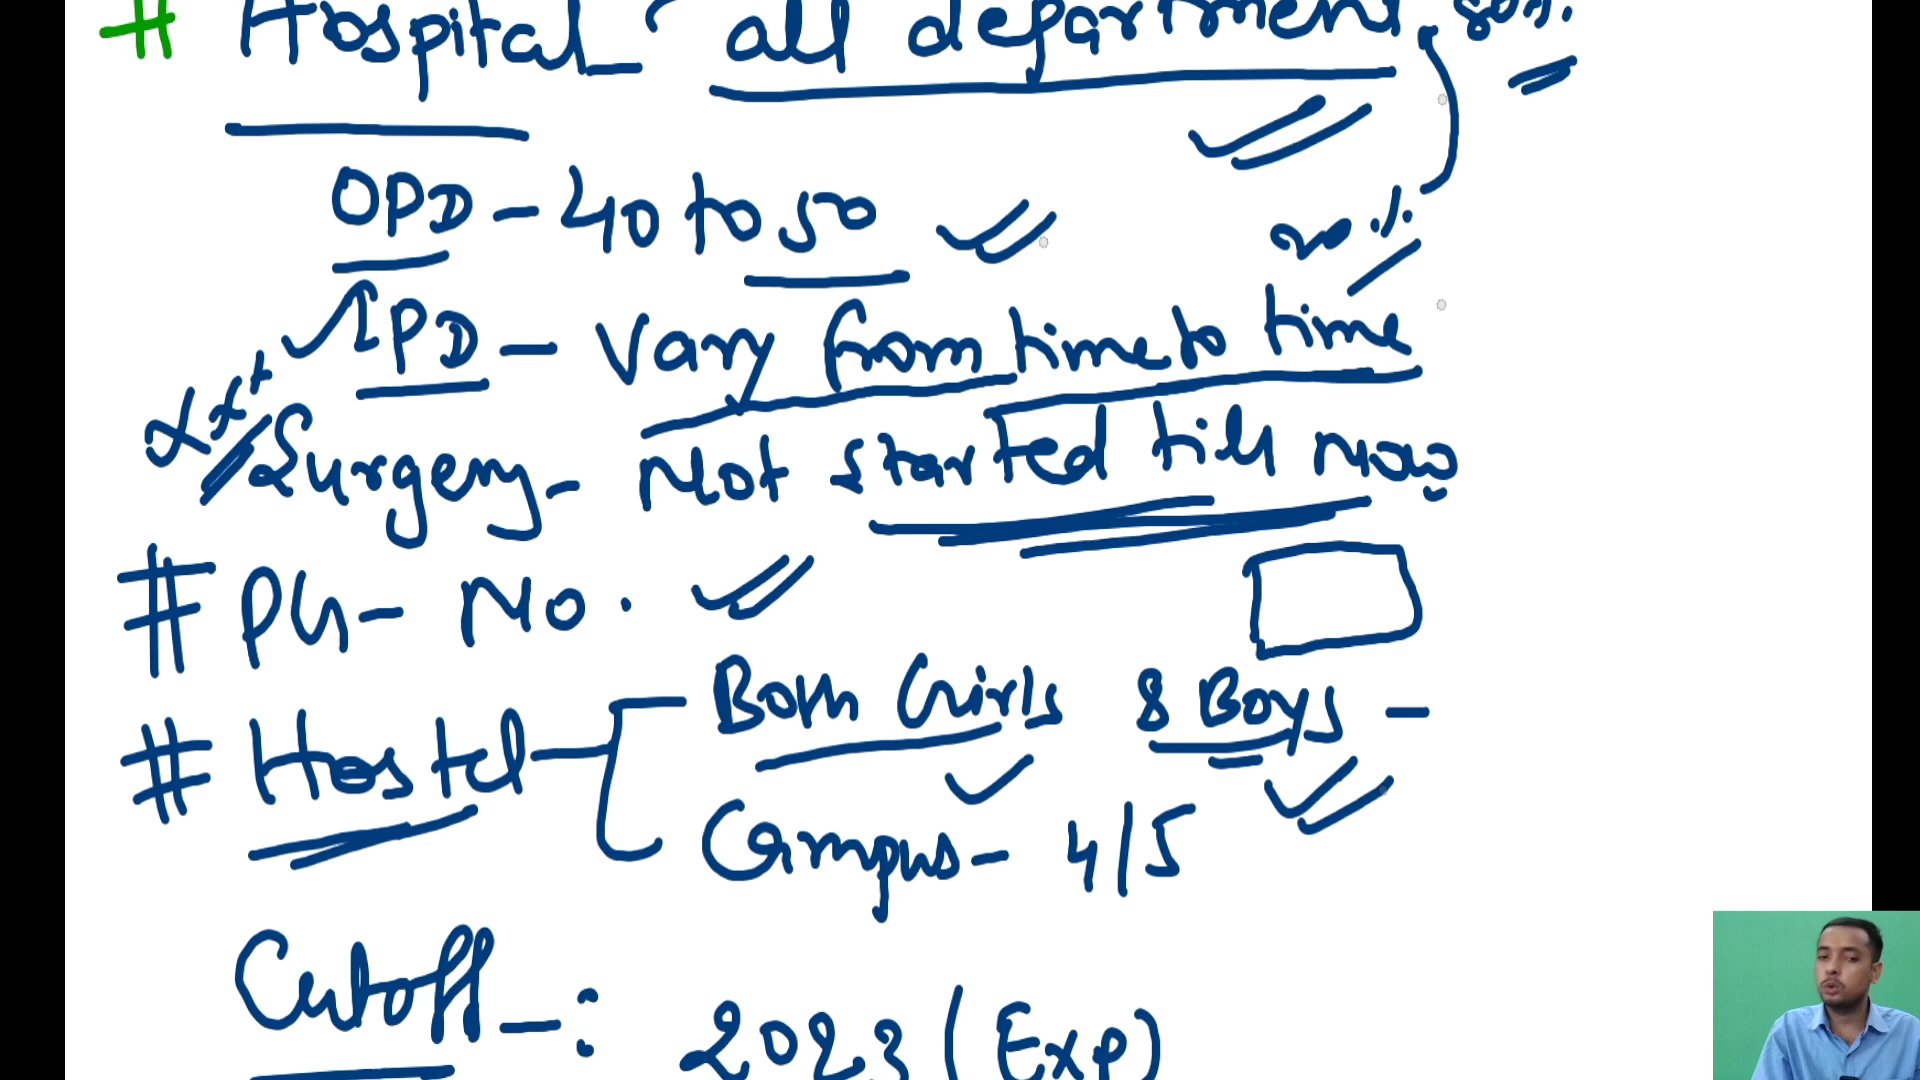 # Hospital - all department 80%.
OPD - 40 to 50
20%
IPD - Vary from time to time
Surgery - Not started till now
# PG - No.
# Hostel - Both Girls & Boys -
Campus - 4/5
Cutoff - : 2023 (Exp)